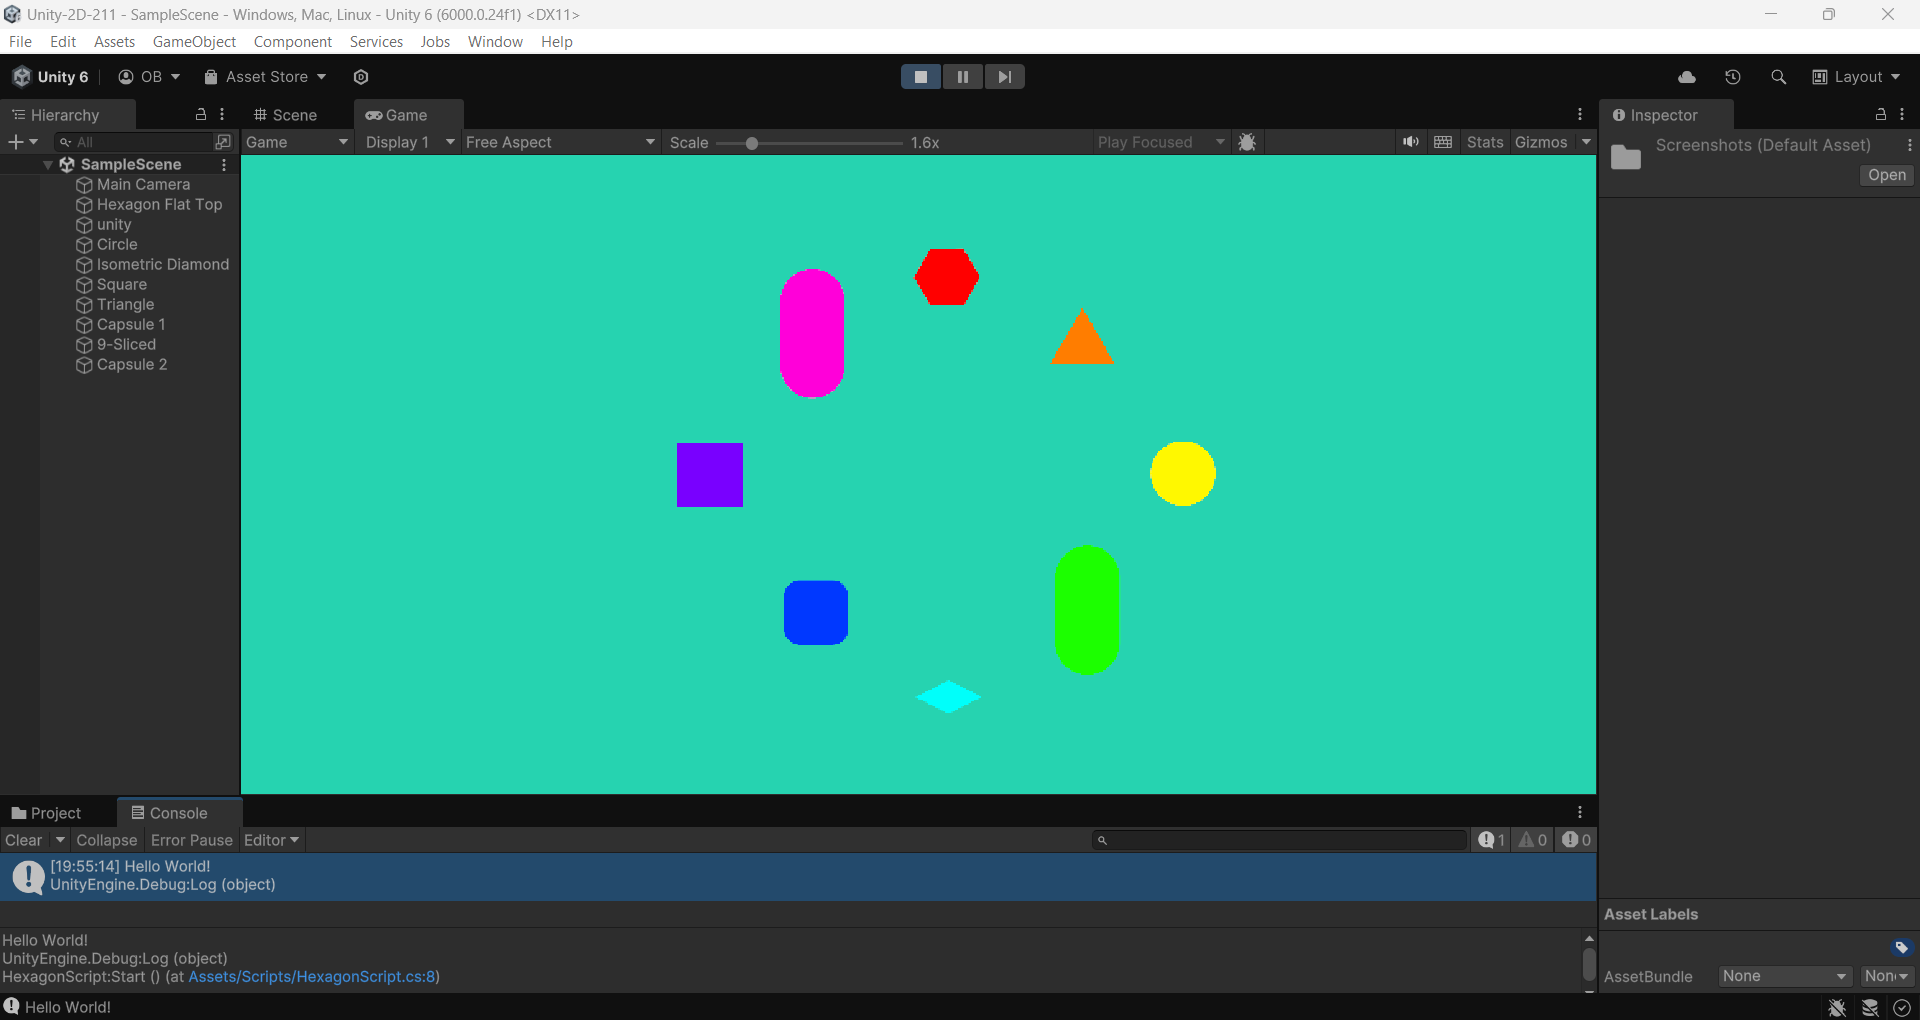 Unity-2D-211 - SampleScene - Windows, Mac, Linux - Unity 6 (6000.0.24f1) <DX11>
File Edit Assets GameObject Component Services Jobs Window Help
Unity 6 OB Asset Store Layout
Hierarchy Scene Game Inspector
All Game Display 1 Free Aspect Scale 1.6x Play Focused Stats Gizmos
Screenshots (Default Asset)
Open
SampleScene
Main Camera
Hexagon Flat Top
unity
Circle
Isometric Diamond
Square
Triangle
Capsule 1
9-Sliced
Capsule 2
Project Console
Clear Collapse Error Pause Editor 1 0 0
[19:55:14] Hello World!
UnityEngine.Debug:Log (object)
Hello World!
UnityEngine.Debug:Log (object)
HexagonScript:Start () (at Assets/Scripts/HexagonScript.cs:8)
Asset Labels
AssetBundle None Non
Hello World!